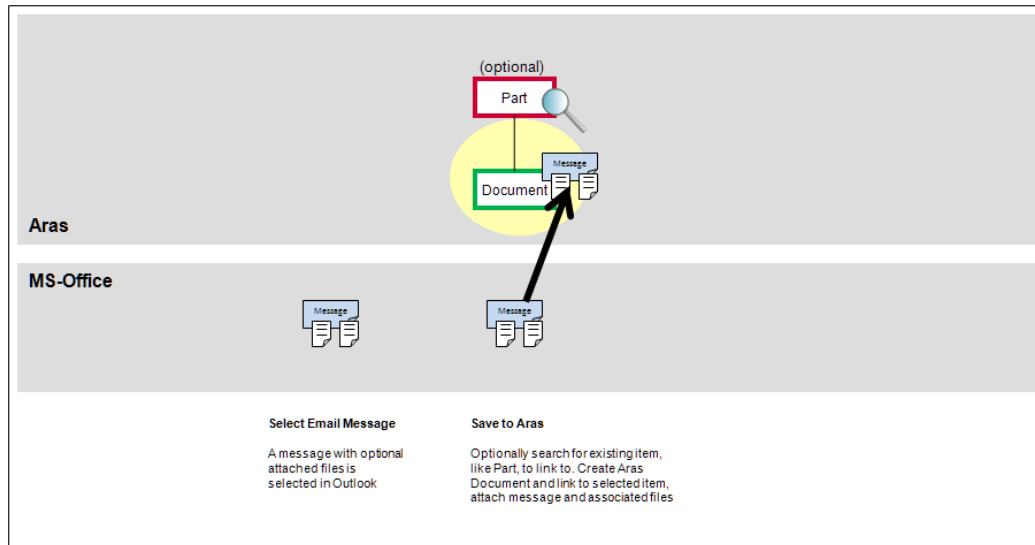 (optional)
Part
Message
Document
Aras
MS-Office
Message
Message
Select Email Message
Save to Aras
A message with optional
attached files is
selected in Outlook
Optionally search for existing item,
like Part, to link to. Create Aras
Document and link to selected item,
attach message and associated files